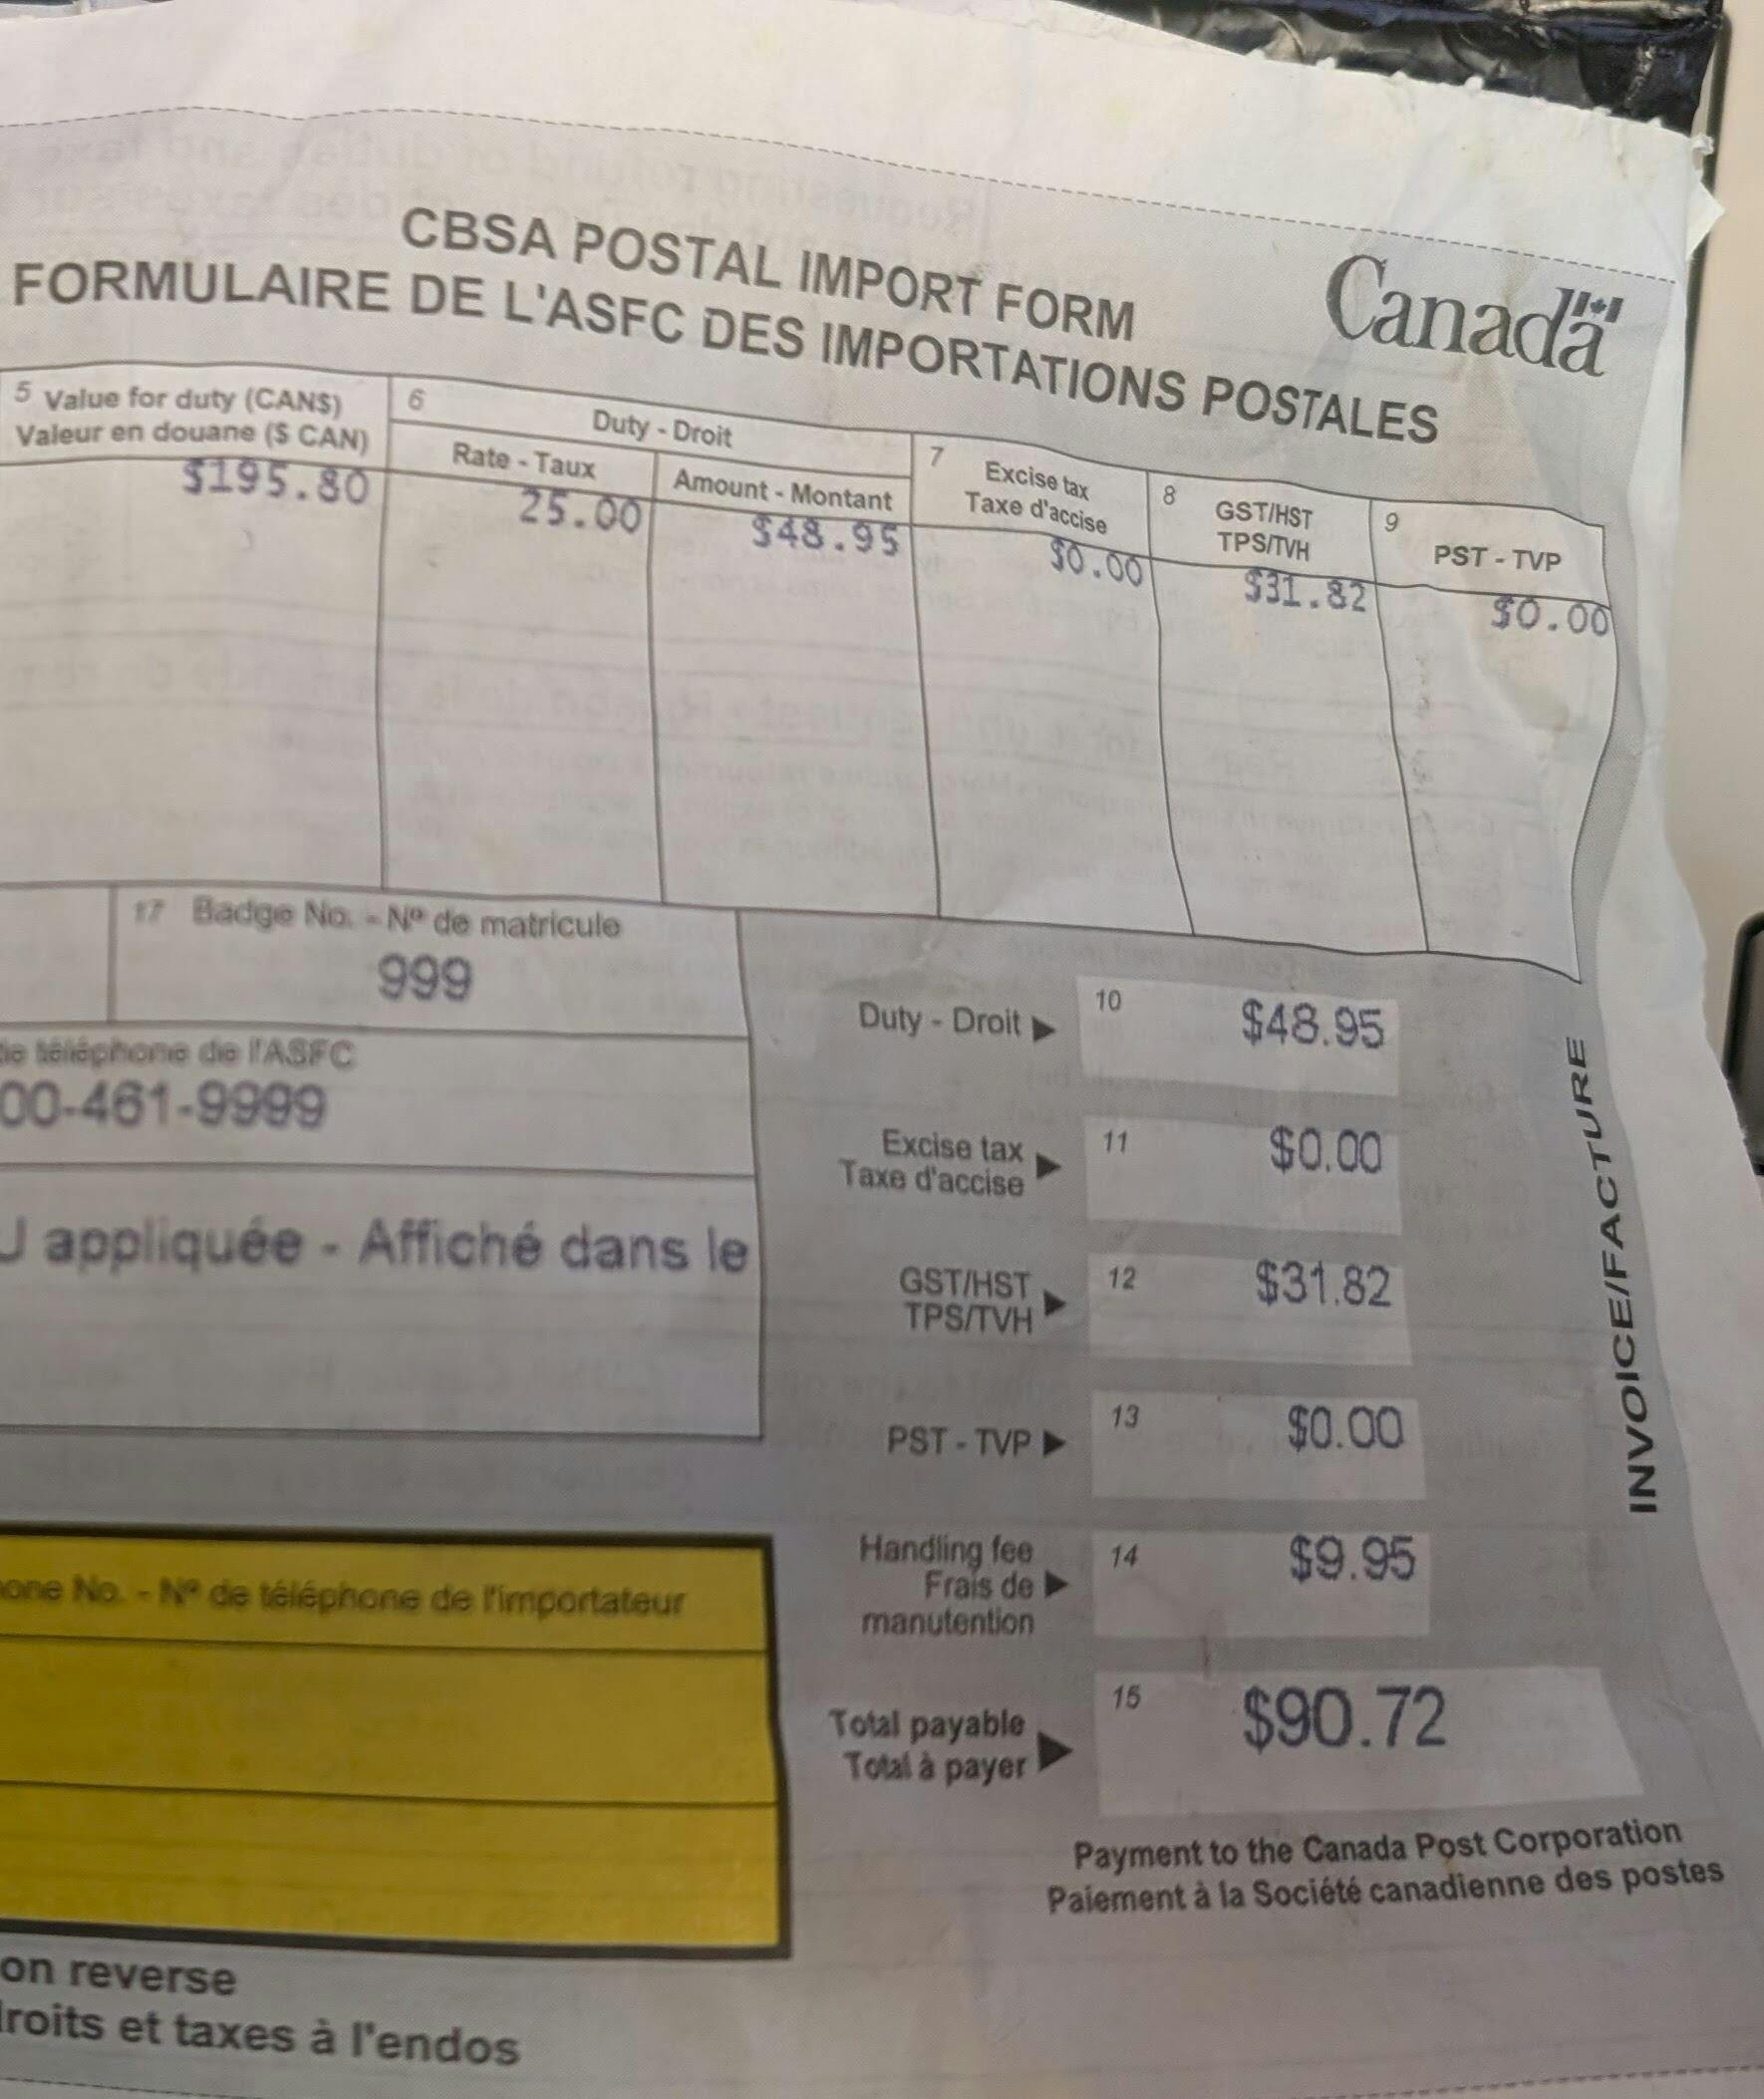 CBSA POSTAL IMPORT FORM
FORMULAIRE DE L'ASFC DES IMPORTATIONS POSTALES
Canada
5 Value for duty (CAN$)
Valeur en douane ($ CAN)
$195.80
6 Duty - Droit
Rate - Taux
25.00
Amount - Montant
$48.95
7 Excise tax
Taxe d'accise
$0.00
8 GST/HST
TPS/TVH
$31.82
9 PST - TVP
$0.00
17 Badge No. - Nº de matricule
999
de téléphone de l'ASFC
00-461-9999
appliquée - Affiché dans le
Duty - Droit ▶ 10 $48.95
Excise tax
Taxe d'accise ▶ 11 $0.00
GST/HST
TPS/TVH ▶ 12 $31.82
PST - TVP ▶ 13 $0.00
Handling fee
Frais de ▶
manutention
14 $9.95
Total payable
Total à payer ▶ 15 $90.72
INVOICE/FACTURE
one No. - Nº de téléphone de l'importateur
Payment to the Canada Post Corporation
Paiement à la Société canadienne des postes
on reverse
droits et taxes à l'endos